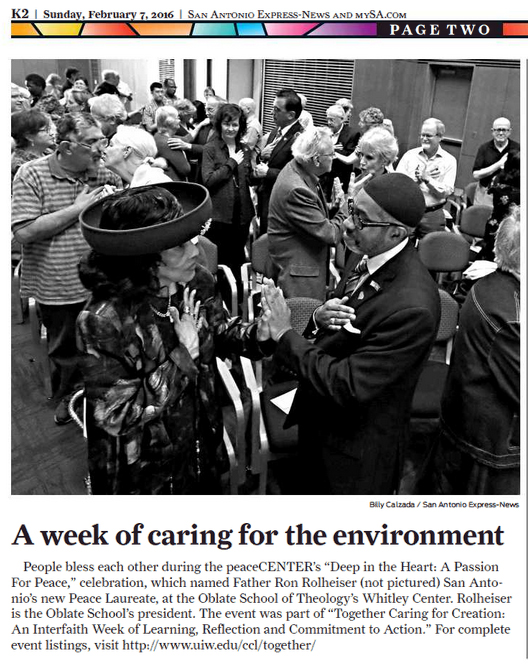 K2 | Sunday, February 7, 2016 | San Antonio Express-News and mySA.com
PAGE TWO
Billy Calzada / San Antonio Express-News
A week of caring for the environment
People bless each other during the peaceCENTER's “Deep in the Heart: A Passion
For Peace,” celebration, which named Father Ron Rolheiser (not pictured) San Anto-
nio's new Peace Laureate, at the Oblate School of Theology's Whitley Center. Rolheiser
is the Oblate School's president. The event was part of “Together Caring for Creation:
An Interfaith Week of Learning, Reflection and Commitment to Action.” For complete
event listings, visit http://www.uiw.edu/ccl/together/